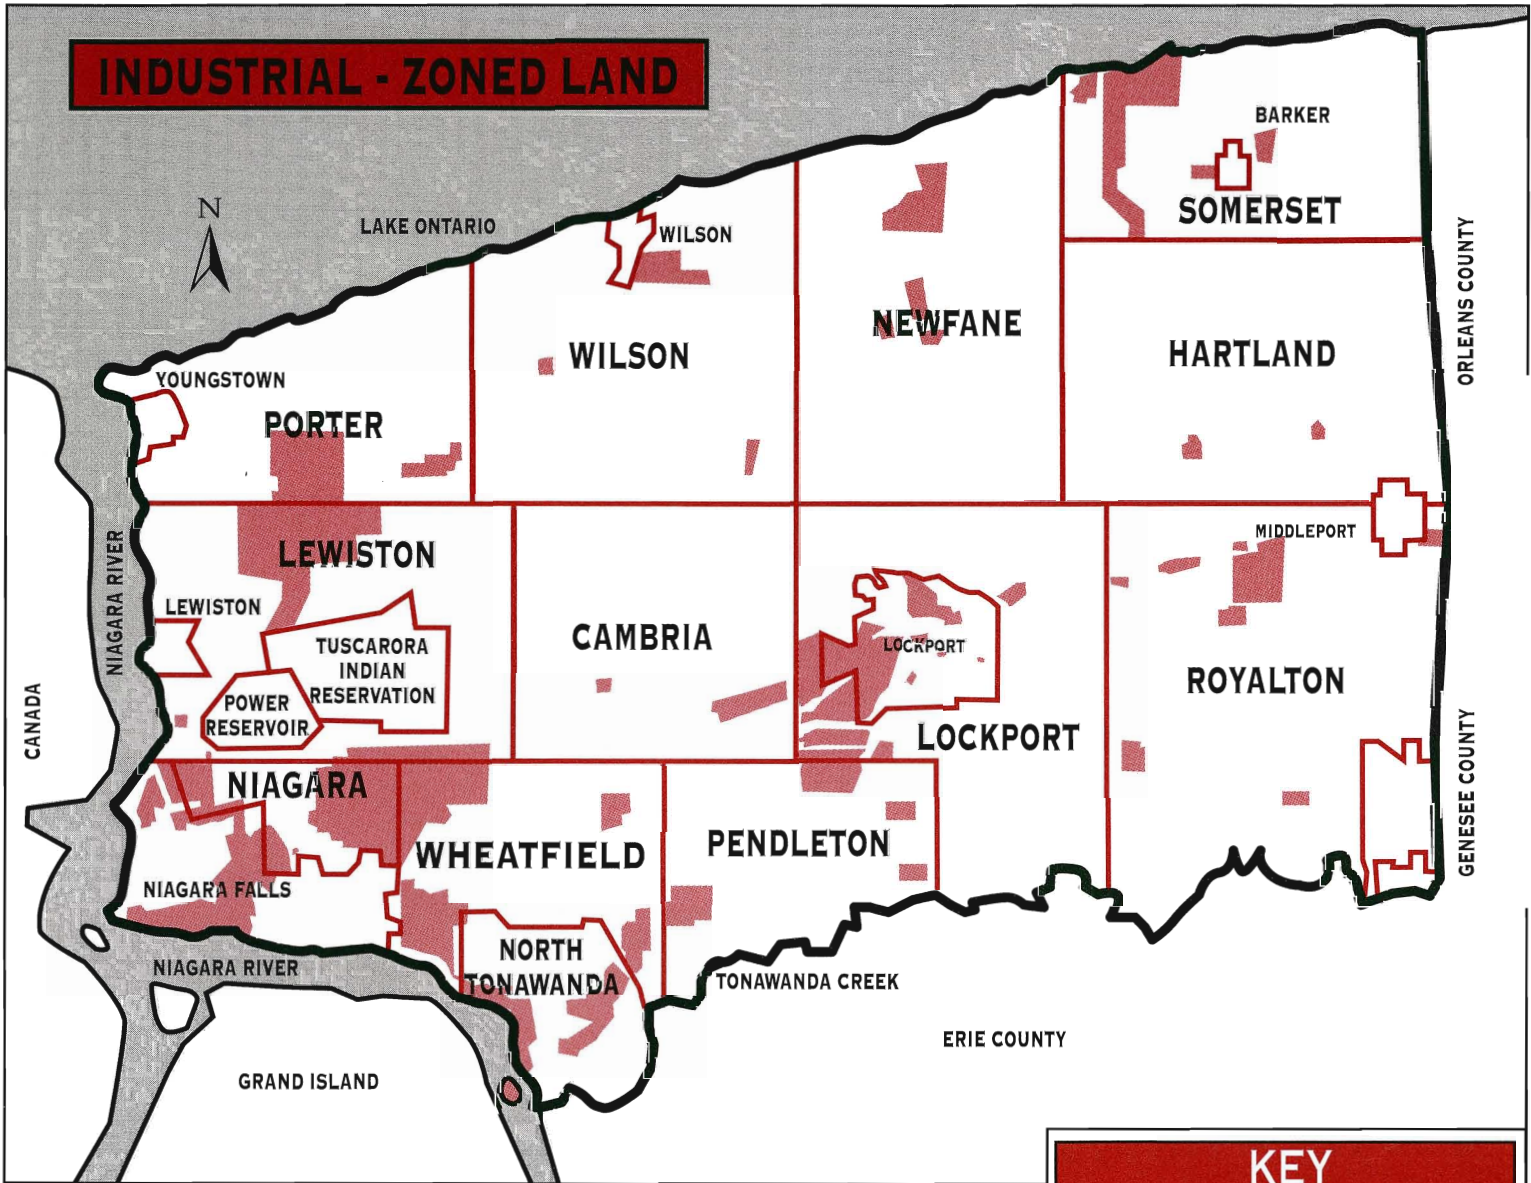 INDUSTRIAL - ZONED LAND
BARKER
SOMERSET
N
LAKE ONTARIO
WILSON
ORLEANS COUNTY
NEWFANE
WILSON
HARTLAND
YOUNGSTOWN
PORTER
MIDDLEPORT
LEWISTON
NIAGARA RIVER
LEWISTON
TUSCARORA
INDIAN
RESERVATION
CAMBRIA
LOCKPORT
ROYALTON
POWER
RESERVOIR
CANADA
LOCKPORT
GENESEE COUNTY
NIAGARA
WHEATFIELD
PENDLETON
NIAGARA FALLS
NORTH
TONAWANDA
NIAGARA RIVER
TONAWANDA CREEK
ERIE COUNTY
GRAND ISLAND
KEY